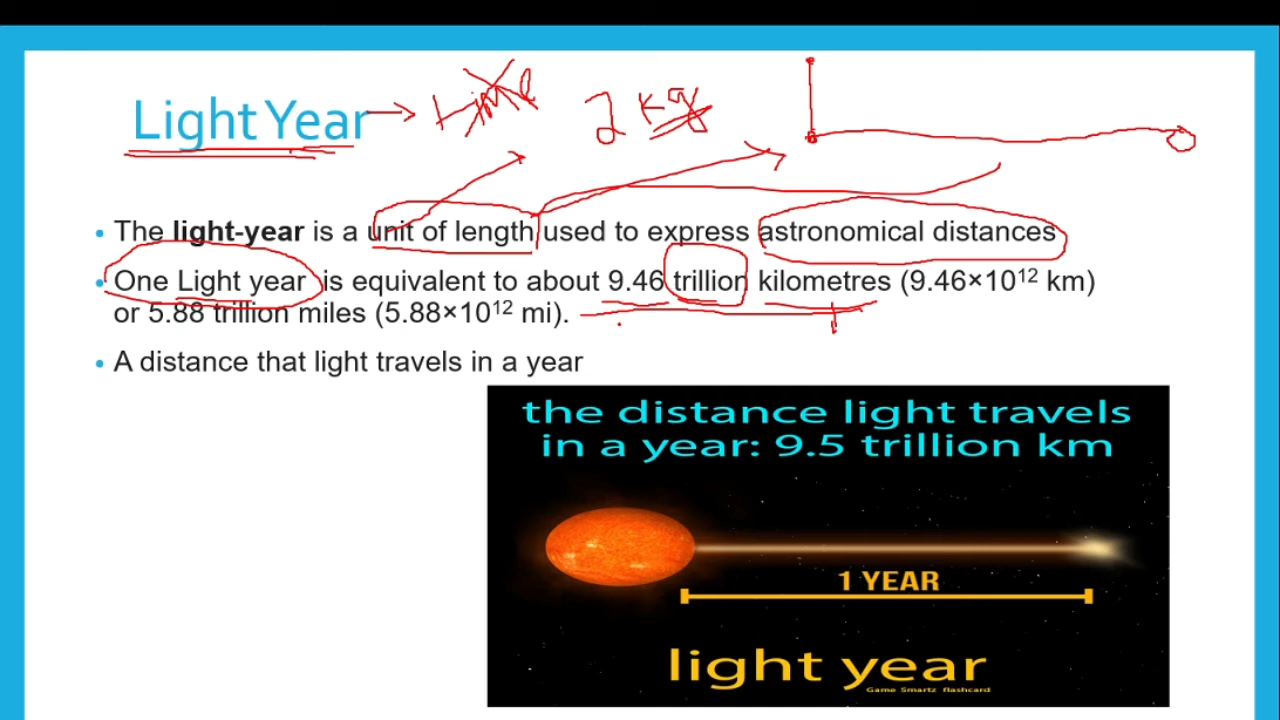 Light Year
Time
2 kg
The light-year is a unit of length used to express astronomical distances
One Light year is equivalent to about 9.46 trillion kilometres (9.46×10¹² km)
or 5.88 trillion miles (5.88×10¹² mi).
A distance that light travels in a year
the distance light travels
in a year: 9.5 trillion km
1 YEAR
light year
Game Smartz flashcard